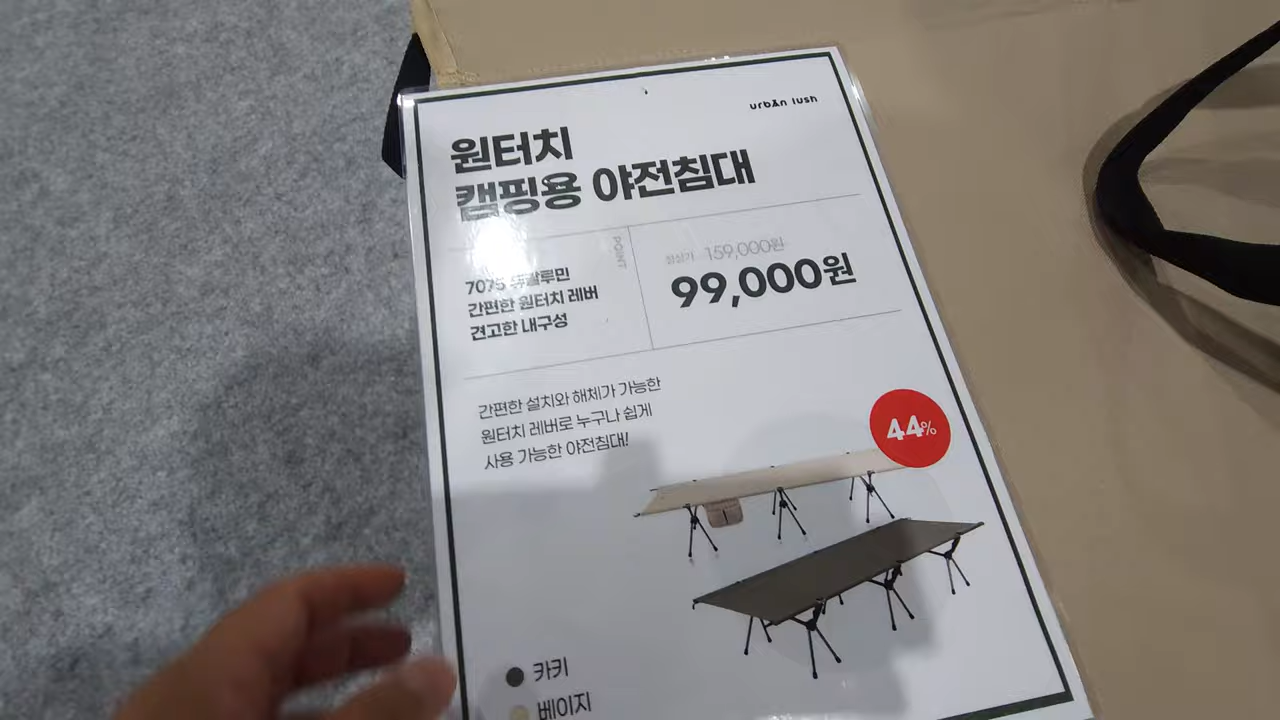 urbAn lush
원터치
캠핑용 야전침대
POINT
7075 알루민
간편한 원터치 레버
견고한 내구성
정상가 159,000원
99,000원
간편한 설치와 해체가 가능한
원터치 레버로 누구나 쉽게
사용 가능한 야전침대!
44%
카키
베이지